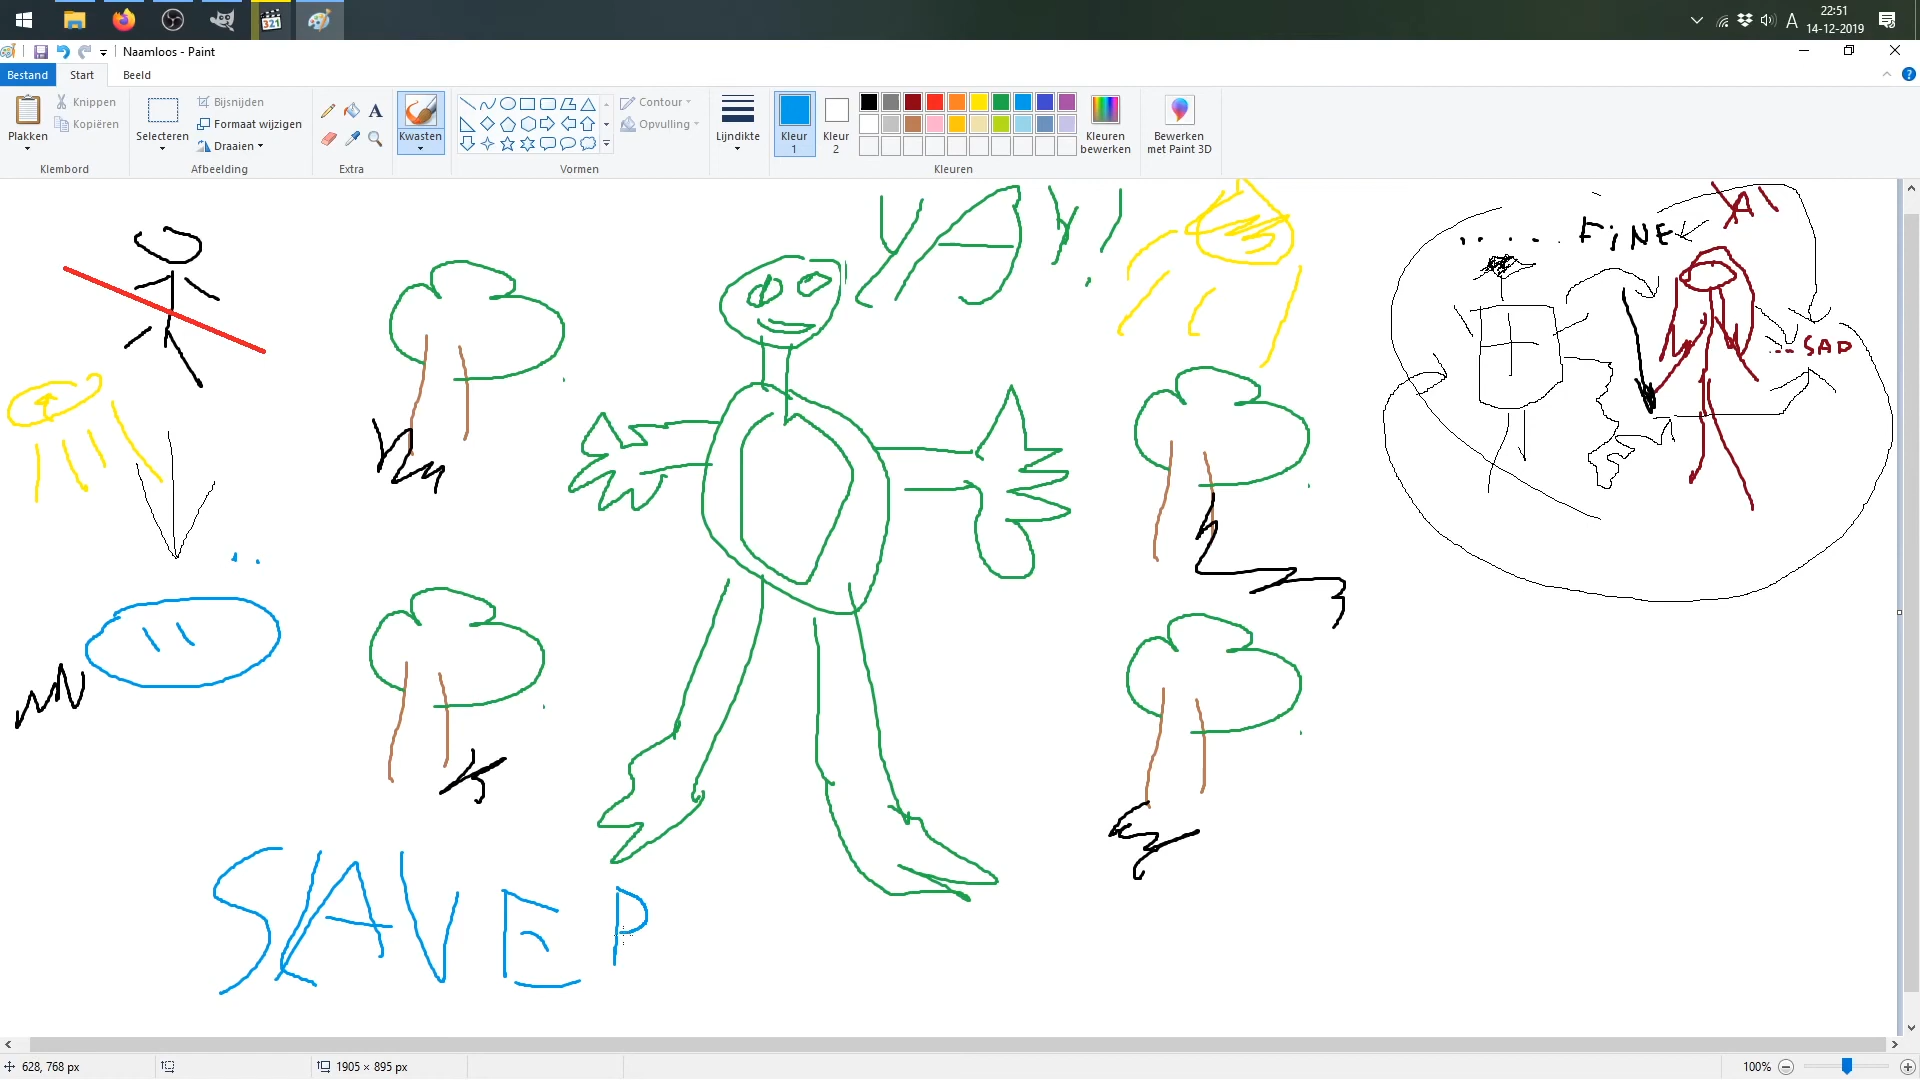 22:51
14-12-2019
A
321
Naamloos - Paint
Bestand Start Beeld
Plakken
Knippen
Kopiëren
Klembord
Selecteren
Bijsnijden
Formaat wijzigen
Draaien
Afbeelding
A
Extra
Kwasten
Contour
Opvulling
Vormen
Lijndikte
Kleur 1
Kleur 2
Kleuren bewerken
Kleuren
Bewerken met Paint 3D
YAY!
..... FiNE
...SAD
SAVE P
628, 768 px
1905 × 895 px
100%